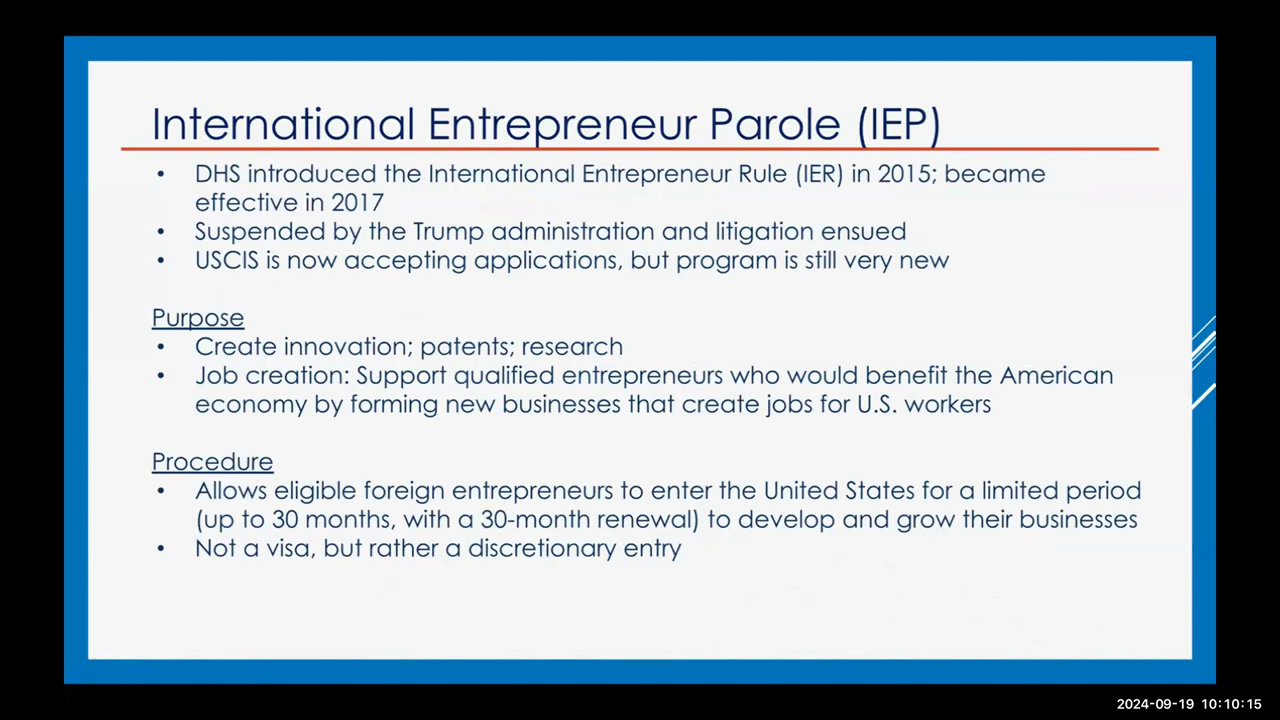 International Entrepreneur Parole (IEP)
• DHS introduced the International Entrepreneur Rule (IER) in 2015; became
effective in 2017
• Suspended by the Trump administration and litigation ensued
• USCIS is now accepting applications, but program is still very new
Purpose
• Create innovation; patents; research
• Job creation: Support qualified entrepreneurs who would benefit the American
economy by forming new businesses that create jobs for U.S. workers
Procedure
• Allows eligible foreign entrepreneurs to enter the United States for a limited period
(up to 30 months, with a 30-month renewal) to develop and grow their businesses
• Not a visa, but rather a discretionary entry
2024-09-19 10:10:15